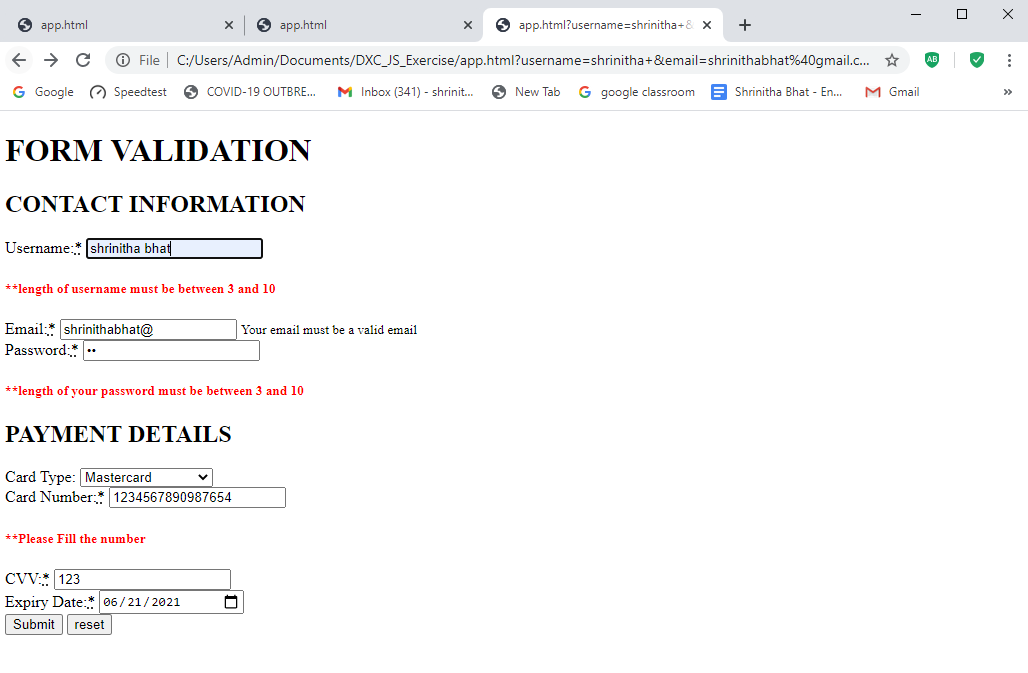 app.html app.html app.html?username=shrinitha+&
File C:/Users/Admin/Documents/DXC_JS_Exercise/app.html?username=shrinitha+&email=shrinithabhat%40gmail.c...
Google Speedtest COVID-19 OUTBRE... Inbox (341) - shrinit... New Tab google classroom Shrinitha Bhat - En... Gmail »
FORM VALIDATION
CONTACT INFORMATION
Username:* shrinitha bhat
**length of username must be between 3 and 10
Email:* shrinithabhat@ Your email must be a valid email
Password:* ••
**length of your password must be between 3 and 10
PAYMENT DETAILS
Card Type: Mastercard
Card Number:* 1234567890987654
**Please Fill the number
CVV:* 123
Expiry Date:* 06/21/2021
Submit reset